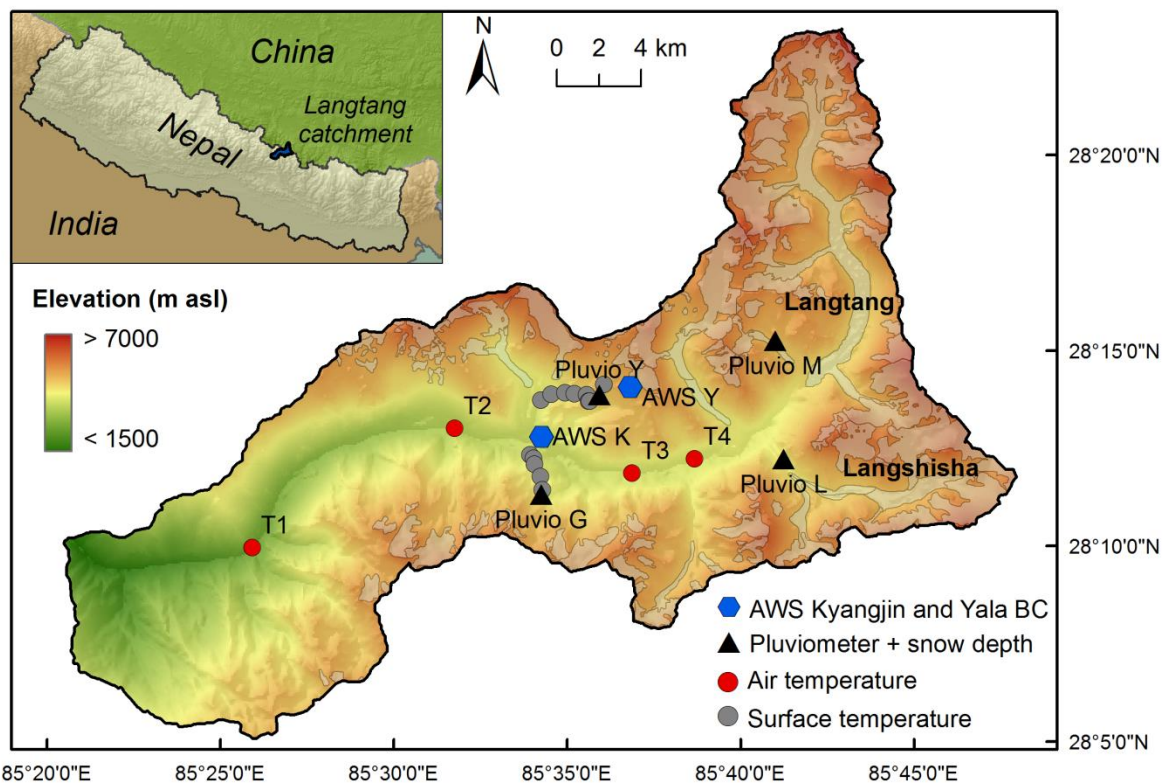 China
Langtang
catchment
Nepal
India
N
0 2 4 km
Elevation (m asl)
> 7000
< 1500
28°20'0"N
28°15'0"N
28°10'0"N
28°5'0"N
Langtang
Pluvio M
Pluvio Y
AWS Y
T2
AWS K
T3
T4
Pluvio L
Langshisha
Pluvio G
T1
AWS Kyangjin and Yala BC
Pluviometer + snow depth
Air temperature
Surface temperature
85°20'0"E
85°25'0"E
85°30'0"E
85°35'0"E
85°40'0"E
85°45'0"E